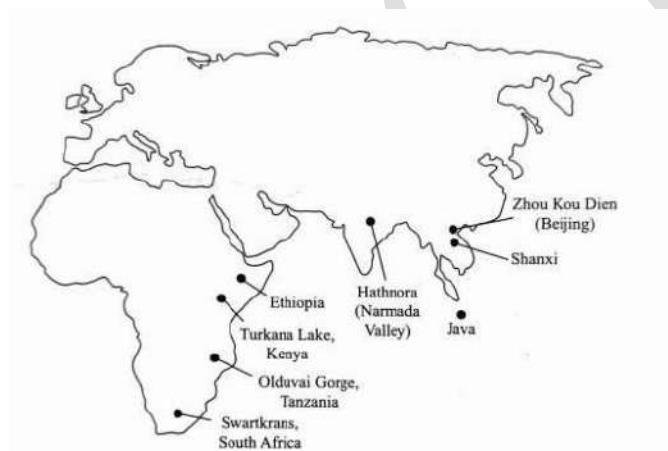 Zhou Kou Dien
(Beijing)
Shanxi
Hathnora
(Narmada
Valley)
Java
Ethiopia
Turkana Lake,
Kenya
Olduvai Gorge,
Tanzania
Swartkrans,
South Africa